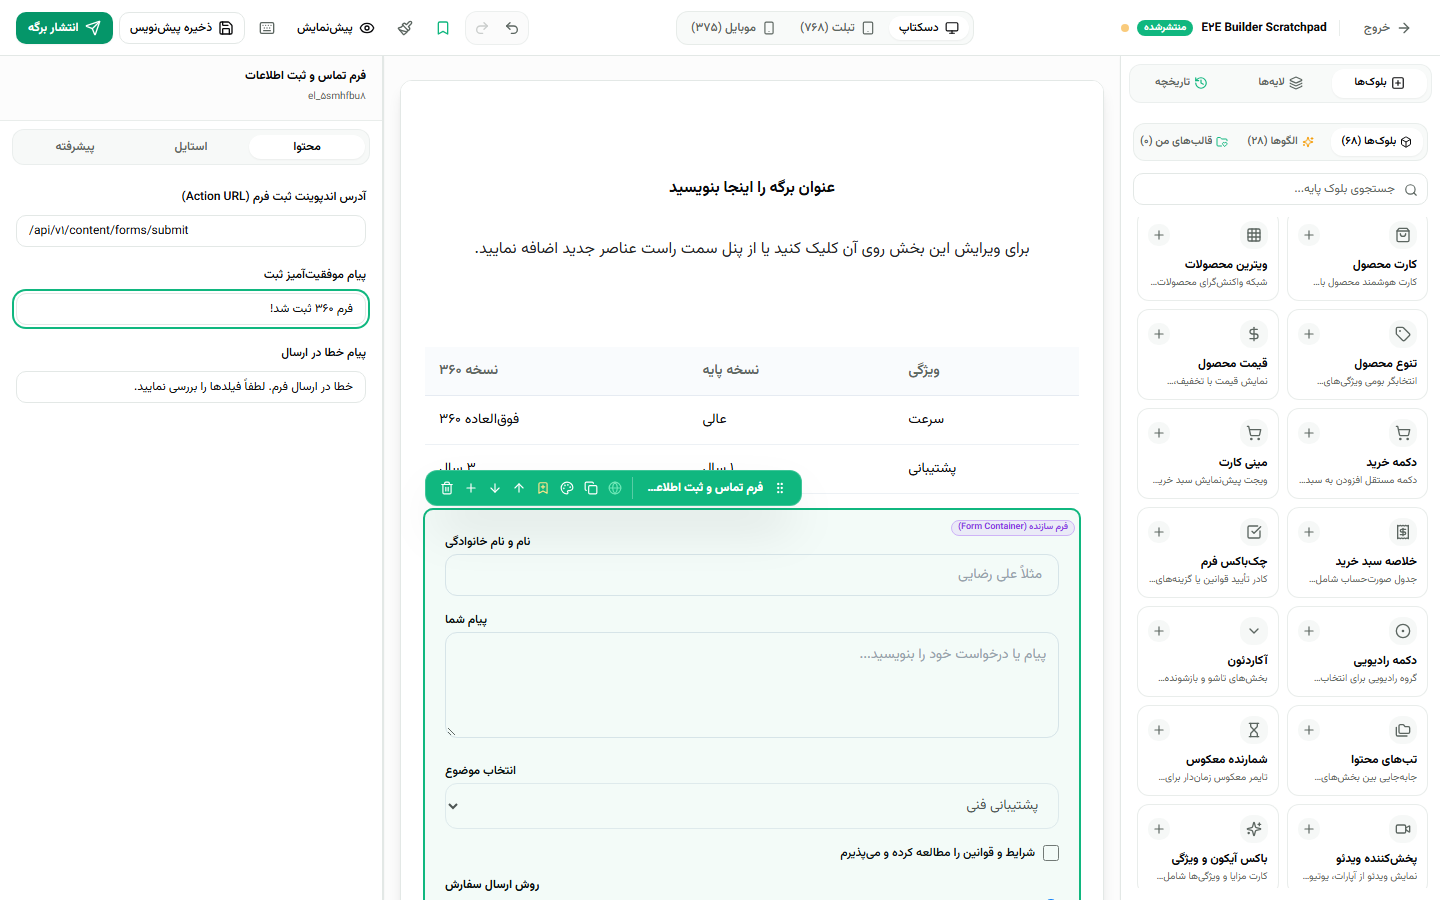 خروج
E۲E Builder Scratchpad
منتشرشده
دسکتاپ
تبلت (۷۶۸)
موبایل (۳۷۵)
پیش‌نمایش
ذخیره پیش‌نویس
انتشار برگه
بلوک‌ها
لایه‌ها
تاریخچه
بلوک‌ها (۶۸)
الگوها (۲۸)
قالب‌های من (۰)
جستجوی بلوک پایه...
کارت محصول
کارت هوشمند محصول با...
ویترین محصولات
شبکه واکنش‌گرای محصولات...
تنوع محصول
انتخابگر بومی ویژگی‌های...
قیمت محصول
نمایش قیمت با تخفیف،...
دکمه خرید
دکمه مستقل افزودن به سبد...
مینی کارت
ویجت پیش‌نمایش سبد خرید...
خلاصه سبد خرید
جدول صورت‌حساب شامل...
چک‌باکس فرم
کادر تأیید قوانین یا گزینه‌های...
دکمه رادیویی
گروه رادیویی برای انتخاب...
آکاردئون
بخش‌های تاشو و بازشونده...
تب‌های محتوا
جابه‌جایی بین بخش‌های...
شمارنده معکوس
تایمر معکوس زمان‌دار برای...
پخش‌کننده ویدئو
نمایش ویدئو از آپارات، یوتیو...
باکس آیکون و ویژگی
کارت مزایا و ویژگی‌ها شامل...
عنوان برگه را اینجا بنویسید
برای ویرایش این بخش روی آن کلیک کنید یا از پنل سمت راست عناصر جدید اضافه نمایید.
ویژگی
نسخه پایه
نسخه ۳۶۰
سرعت
عالی
فوق‌العاده ۳۶۰
پشتیبانی
۱ سال
۳ سال
فرم تماس و ثبت اطلاع...
فرم سازنده (Form Container)
نام و نام خانوادگی
مثلاً علی رضایی
پیام شما
پیام یا درخواست خود را بنویسید...
انتخاب موضوع
پشتیبانی فنی
شرایط و قوانین را مطالعه کرده و می‌پذیرم
روش ارسال سفارش
فرم تماس و ثبت اطلاعات
el_۵smhfbu۸
محتوا
استایل
پیشرفته
آدرس اندپوینت ثبت فرم (Action URL)
/api/v۱/content/forms/submit
پیام موفقیت‌آمیز ثبت
فرم ۳۶۰ ثبت شد!
پیام خطا در ارسال
خطا در ارسال فرم. لطفاً فیلدها را بررسی نمایید.